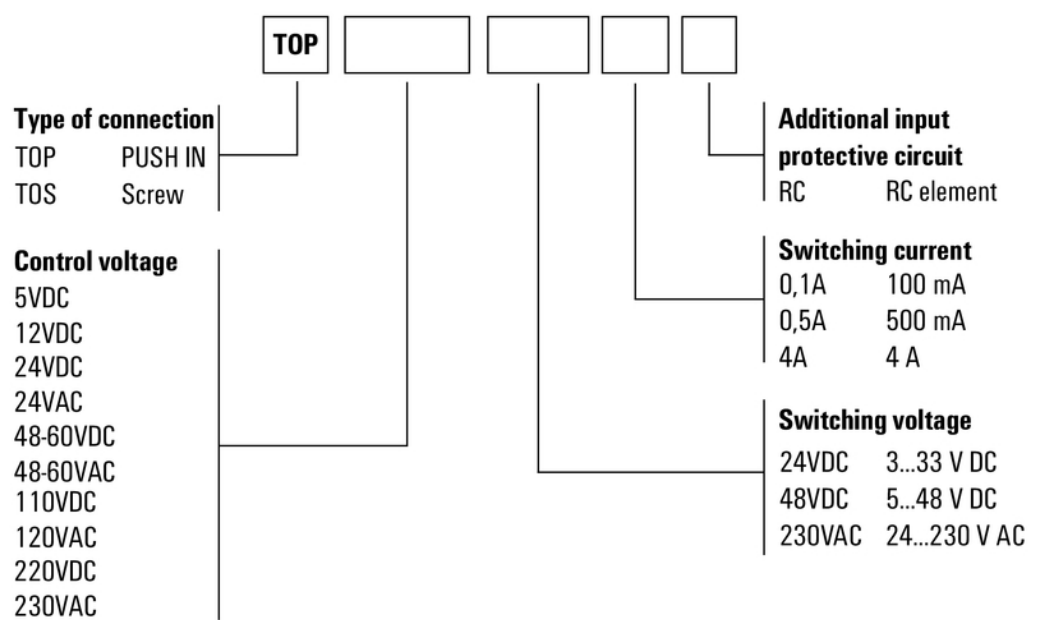 TOP
Type of connection
TOP PUSH IN
TOS Screw
Control voltage
5VDC
12VDC
24VDC
24VAC
48-60VDC
48-60VAC
110VDC
120VAC
220VDC
230VAC
Additional input
protective circuit
RC RC element
Switching current
0,1A 100 mA
0,5A 500 mA
4A 4 A
Switching voltage
24VDC 3...33 V DC
48VDC 5...48 V DC
230VAC 24...230 V AC